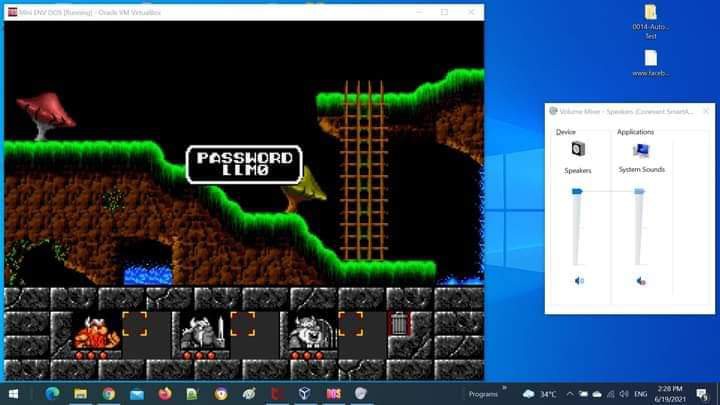 Mini ENV DOS [Running] - Oracle VM VirtualBox
PASSWORD
LLM0
0014-Auto...
Test
www.faceb...
Volume Mixer - Speakers (Conexant SmartA...
Device
Applications
Speakers
System Sounds
DOS
Programs
34°C
ENG
2:28 PM
6/19/2021